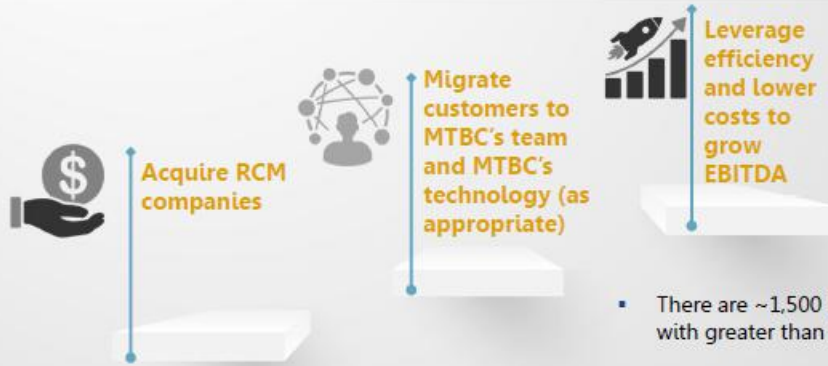 Acquire RCM
companies
Migrate
customers to
MTBC's team
and MTBC's
technology (as
appropriate)
Leverage
efficiency
and lower
costs to
grow
EBITDA
▪ There are ~1,500
with greater than
$